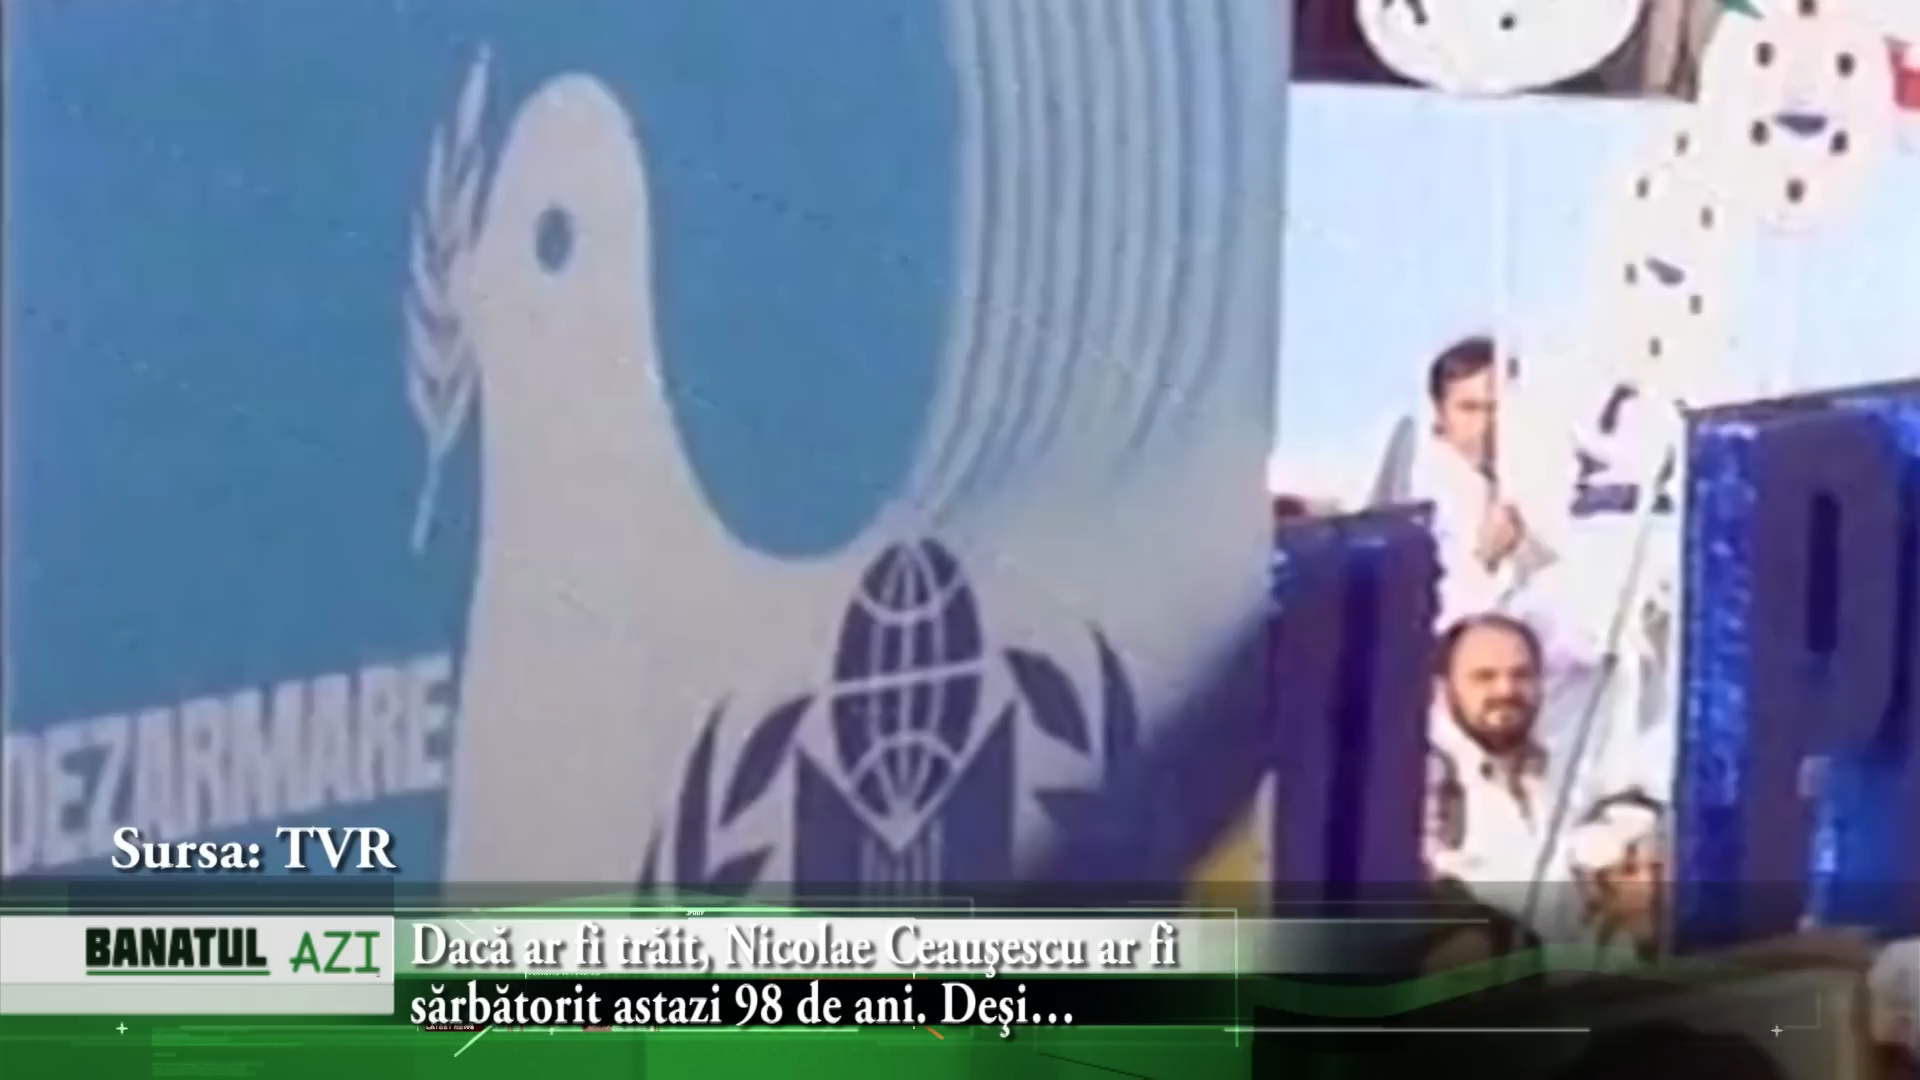 DEZARMARE
P
Sursa: TVR
BANATUL AZI
Dacă ar fi trăit, Nicolae Ceauşescu ar fi
sărbătorit astazi 98 de ani. Deşi...